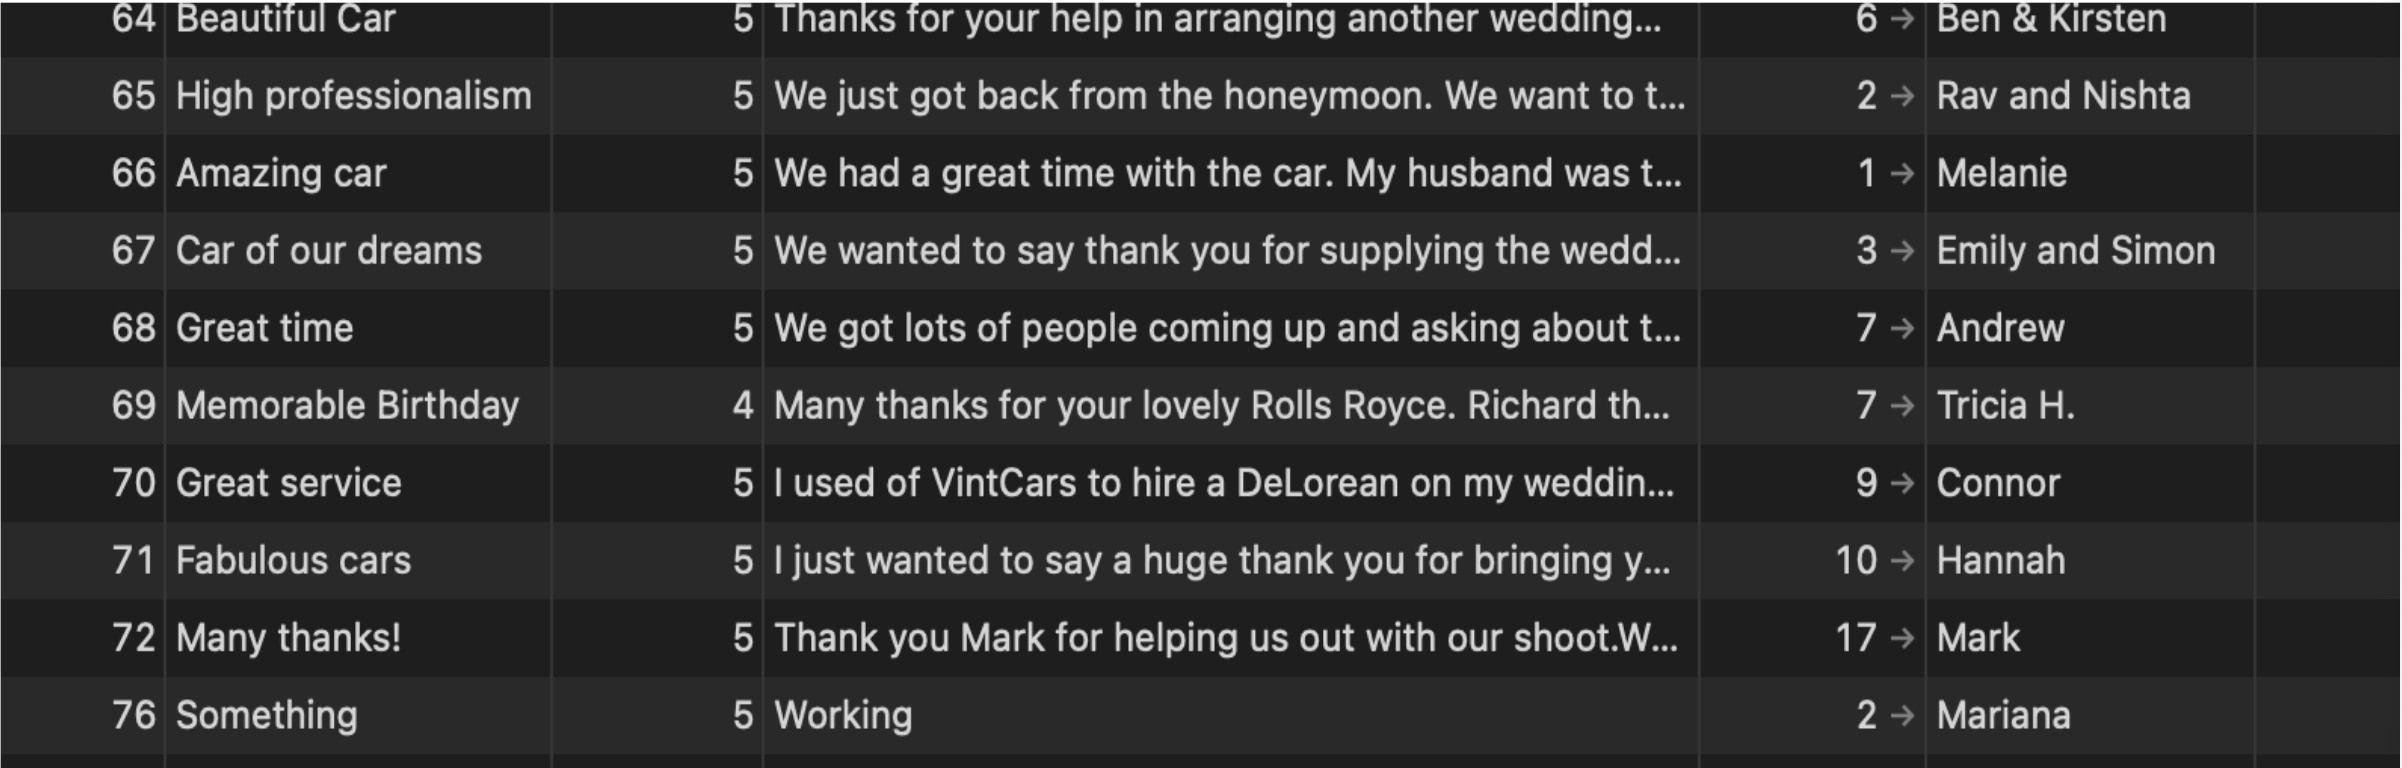 64 Beautiful Car 5 Thanks for your help in arranging another wedding... 6 → Ben & Kirsten
65 High professionalism 5 We just got back from the honeymoon. We want to t... 2 → Rav and Nishta
66 Amazing car 5 We had a great time with the car. My husband was t... 1 → Melanie
67 Car of our dreams 5 We wanted to say thank you for supplying the wedd... 3 → Emily and Simon
68 Great time 5 We got lots of people coming up and asking about t... 7 → Andrew
69 Memorable Birthday 4 Many thanks for your lovely Rolls Royce. Richard th... 7 → Tricia H.
70 Great service 5 I used of VintCars to hire a DeLorean on my weddin... 9 → Connor
71 Fabulous cars 5 I just wanted to say a huge thank you for bringing y... 10 → Hannah
72 Many thanks! 5 Thank you Mark for helping us out with our shoot.W... 17 → Mark
76 Something 5 Working 2 → Mariana